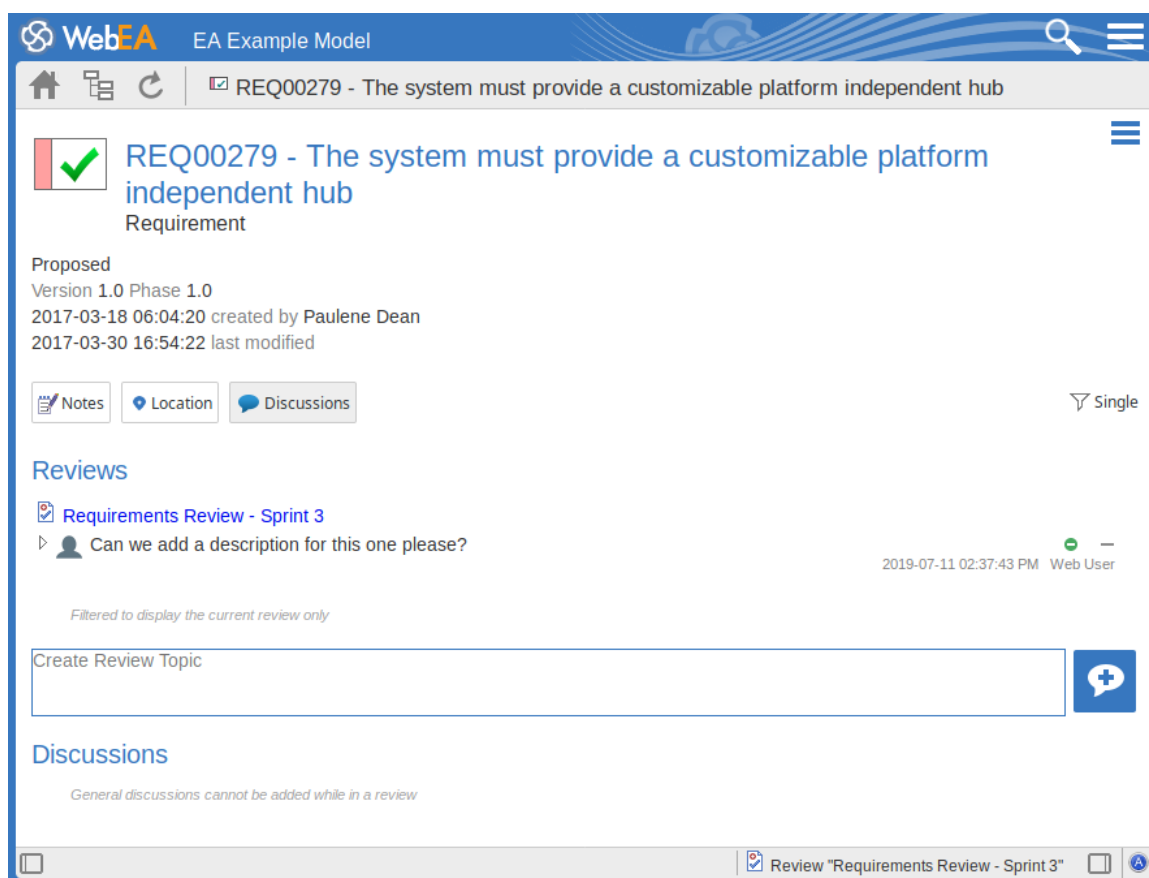 WebEA EA Example Model
REQ00279 - The system must provide a customizable platform independent hub
REQ00279 - The system must provide a customizable platform
independent hub
Requirement
Proposed
Version 1.0 Phase 1.0
2017-03-18 06:04:20 created by Paulene Dean
2017-03-30 16:54:22 last modified
Notes Location Discussions Single
Reviews
Requirements Review - Sprint 3
Can we add a description for this one please?
2019-07-11 02:37:43 PM Web User
Filtered to display the current review only
Create Review Topic
Discussions
General discussions cannot be added while in a review
Review "Requirements Review - Sprint 3" A